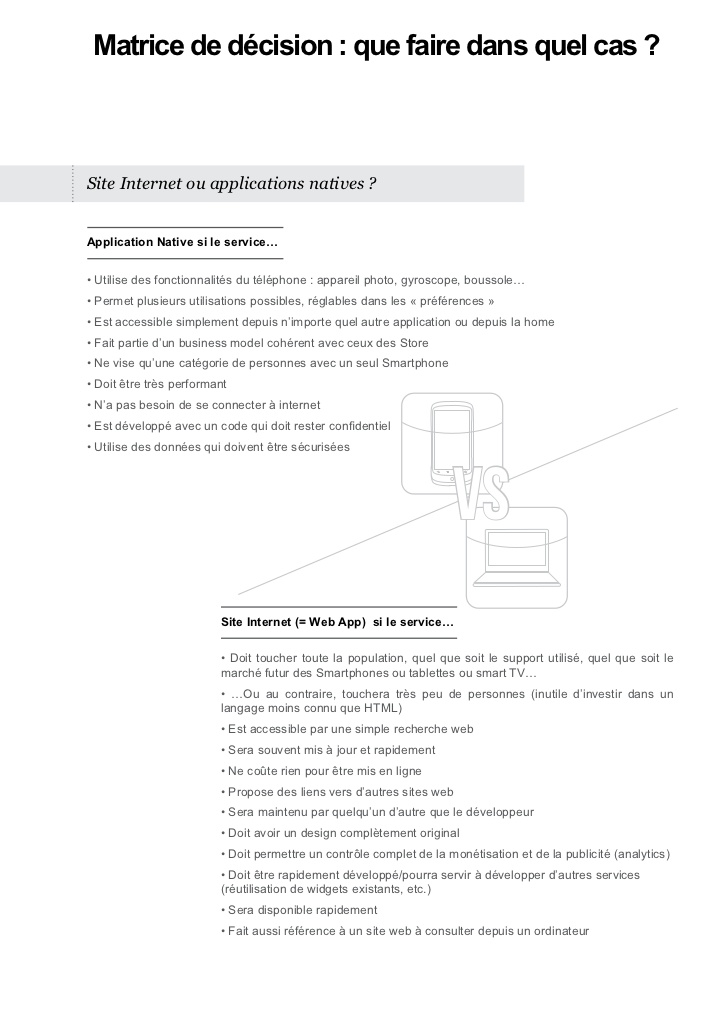 Matrice de décision : que faire dans quel cas ?
Site Internet ou applications natives ?
Application Native si le service…
• Utilise des fonctionnalités du téléphone : appareil photo, gyroscope, boussole…
• Permet plusieurs utilisations possibles, réglables dans les « préférences »
• Est accessible simplement depuis n’importe quel autre application ou depuis la home
• Fait partie d’un business model cohérent avec ceux des Store
• Ne vise qu’une catégorie de personnes avec un seul Smartphone
• Doit être très performant
• N’a pas besoin de se connecter à internet
• Est développé avec un code qui doit rester confidentiel
• Utilise des données qui doivent être sécurisées
VS
Site Internet (= Web App) si le service…
• Doit toucher toute la population, quel que soit le support utilisé, quel que soit le
marché futur des Smartphones ou tablettes ou smart TV…
• …Ou au contraire, touchera très peu de personnes (inutile d’investir dans un
langage moins connu que HTML)
• Est accessible par une simple recherche web
• Sera souvent mis à jour et rapidement
• Ne coûte rien pour être mis en ligne
• Propose des liens vers d’autres sites web
• Sera maintenu par quelqu’un d’autre que le développeur
• Doit avoir un design complètement original
• Doit permettre un contrôle complet de la monétisation et de la publicité (analytics)
• Doit être rapidement développé/pourra servir à développer d’autres services
(réutilisation de widgets existants, etc.)
• Sera disponible rapidement
• Fait aussi référence à un site web à consulter depuis un ordinateur